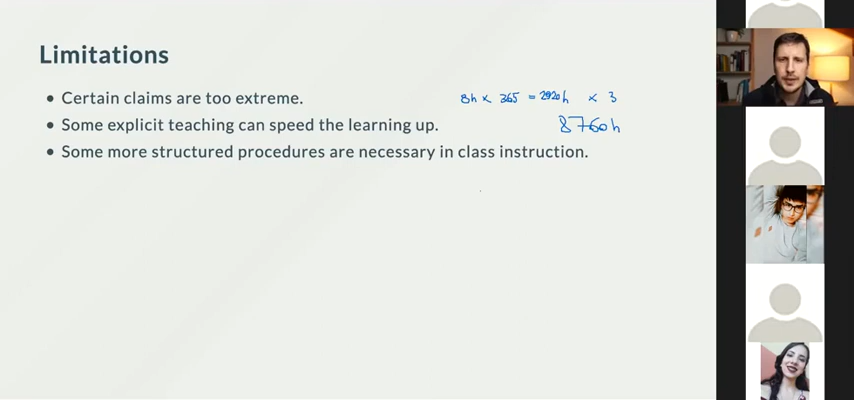 Limitations
• Certain claims are too extreme.
8h × 365 = 2920h × 3
• Some explicit teaching can speed the learning up.
8760h
• Some more structured procedures are necessary in class instruction.